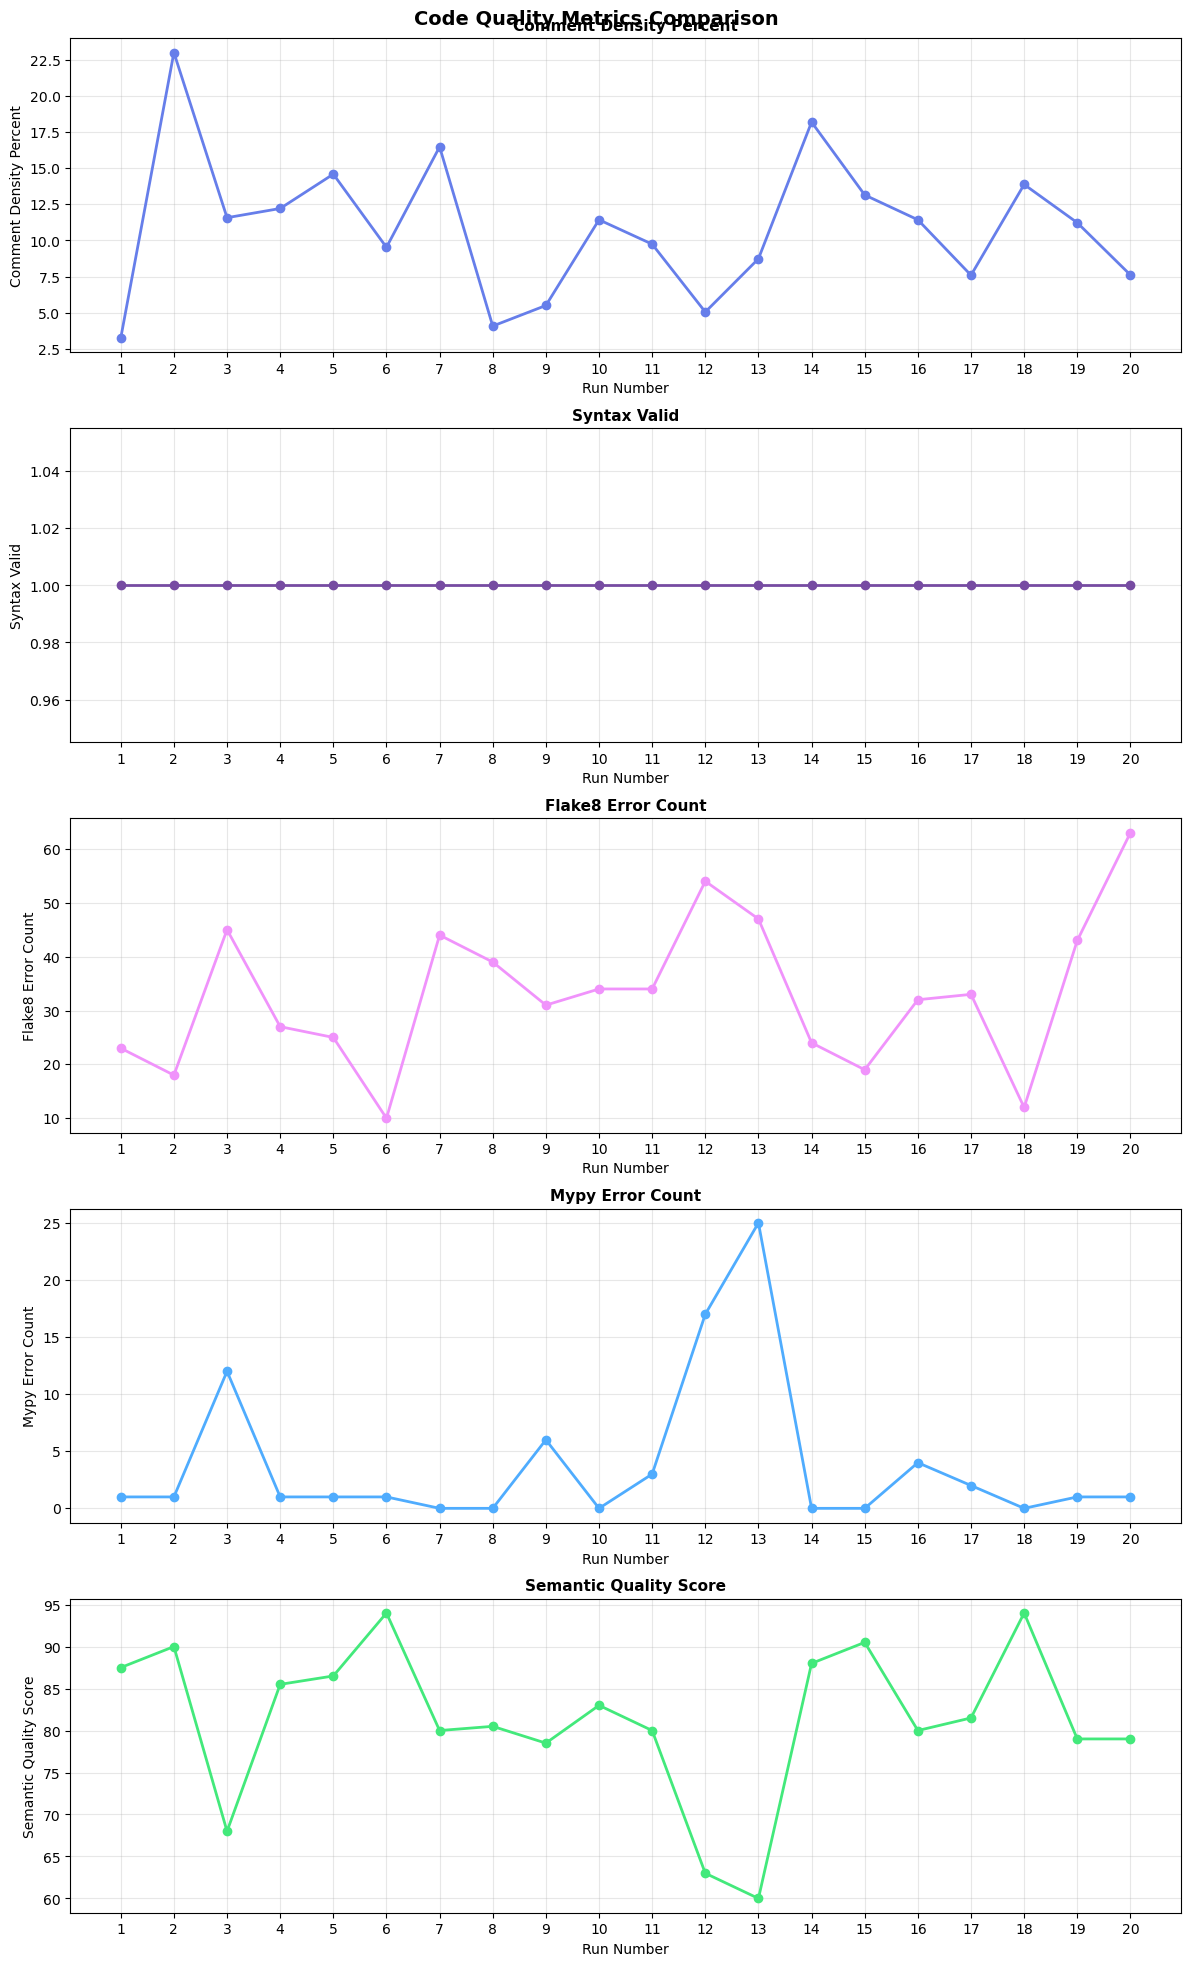 Code Quality Metrics Comparison
Comment Density Percent
Comment Density Percent
22.5
20.0
17.5
15.0
12.5
10.0
7.5
5.0
2.5
1 2 3 4 5 6 7 8 9 10 11 12 13 14 15 16 17 18 19 20
Run Number
Syntax Valid
Syntax Valid
1.04
1.02
1.00
0.98
0.96
1 2 3 4 5 6 7 8 9 10 11 12 13 14 15 16 17 18 19 20
Run Number
Flake8 Error Count
Flake8 Error Count
60
50
40
30
20
10
1 2 3 4 5 6 7 8 9 10 11 12 13 14 15 16 17 18 19 20
Run Number
Mypy Error Count
Mypy Error Count
25
20
15
10
5
0
1 2 3 4 5 6 7 8 9 10 11 12 13 14 15 16 17 18 19 20
Run Number
Semantic Quality Score
Semantic Quality Score
95
90
85
80
75
70
65
60
1 2 3 4 5 6 7 8 9 10 11 12 13 14 15 16 17 18 19 20
Run Number